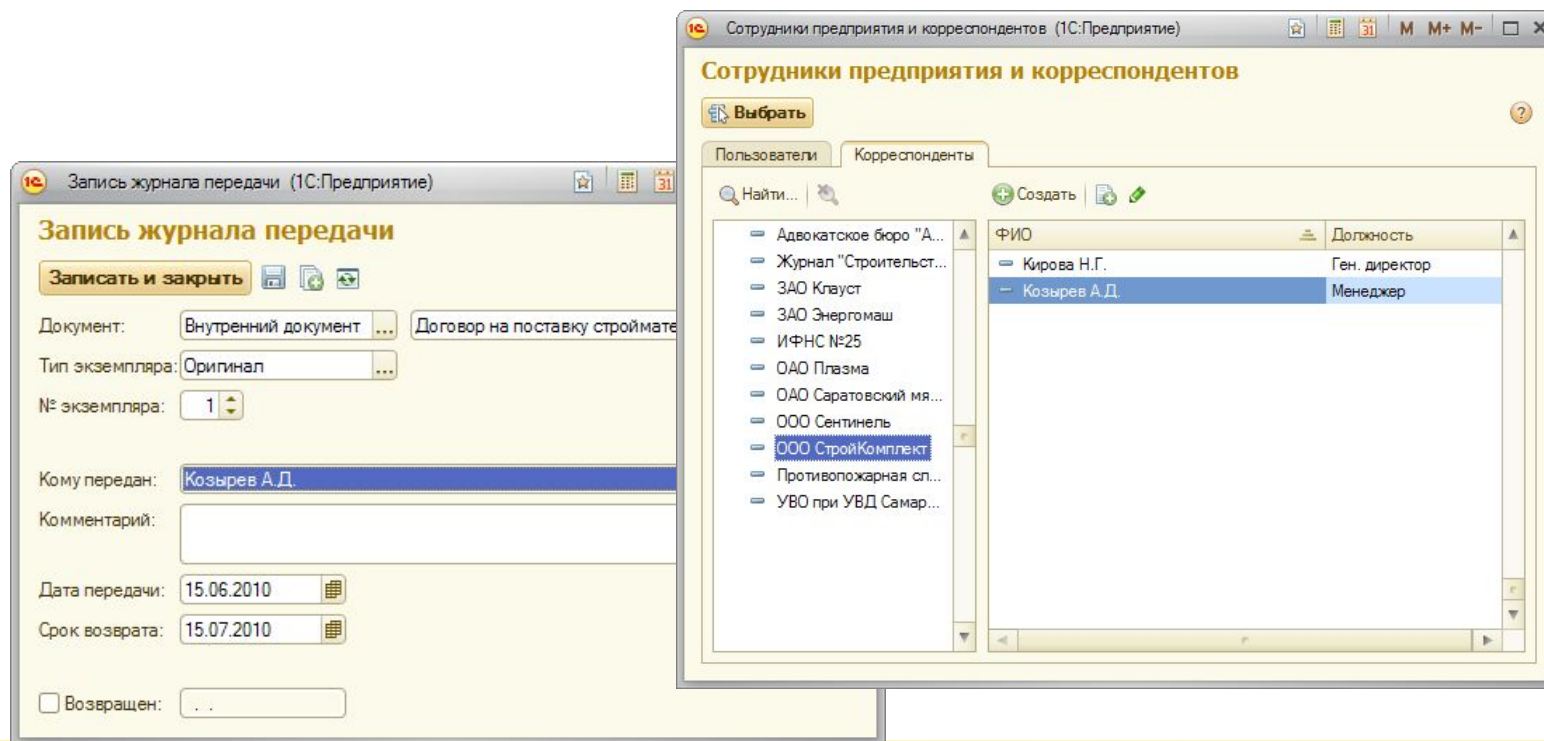 Сотрудники предприятия и корреспондентов (1С:Предприятие)
M M+ M-
Сотрудники предприятия и корреспондентов
Выбрать
Пользователи Корреспонденты
Найти... Создать
Адвокатское бюро "А...
Журнал "Строительст...
ЗАО Клауст
ЗАО Энергомаш
ИФНС №25
ОАО Плазма
ОАО Саратовский мя...
ООО Сентинель
ООО СтройКомплект
Противопожарная сл...
УВО при УВД Самар...
ФИО Должность
Кирова Н.Г. Ген. директор
Козырев А.Д. Менеджер
Запись журнала передачи (1С:Предприятие)
Запись журнала передачи
Записать и закрыть
Документ: Внутренний документ ... Договор на поставку строймате
Тип экземпляра: Оригинал ...
№ экземпляра: 1
Кому передан: Козырев А.Д.
Комментарий:
Дата передачи: 15.06.2010
Срок возврата: 15.07.2010
Возвращен: . .